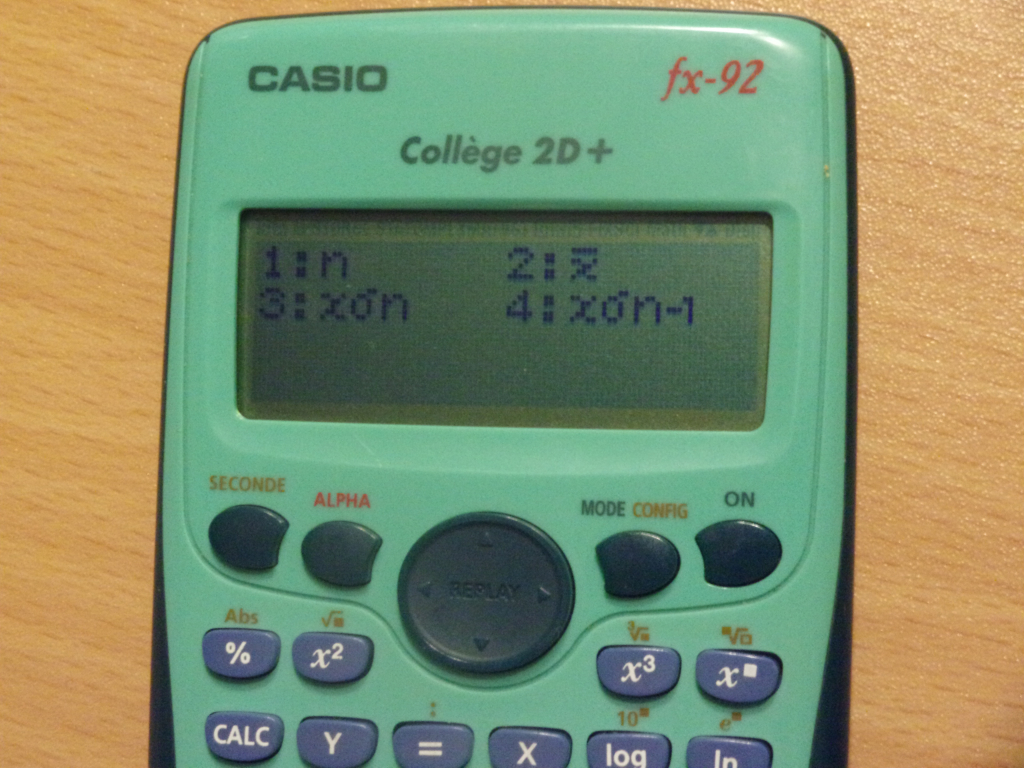 CASIO fx-92
Collège 2D+
1:n 2:x̅
3:xσn 4:xσn-1
SECONDE ALPHA MODE CONFIG ON
REPLAY
Abs √■ ³√■ ■√□
% x² x³ x■
: 10■ e■
CALC Y = X log ln